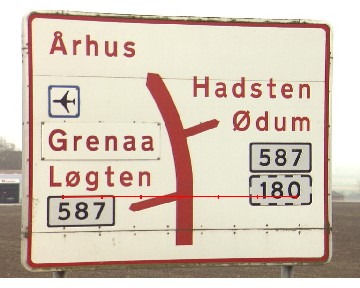 Århus
Hadsten
Ødum
587
180
Grenaa
Løgten
587